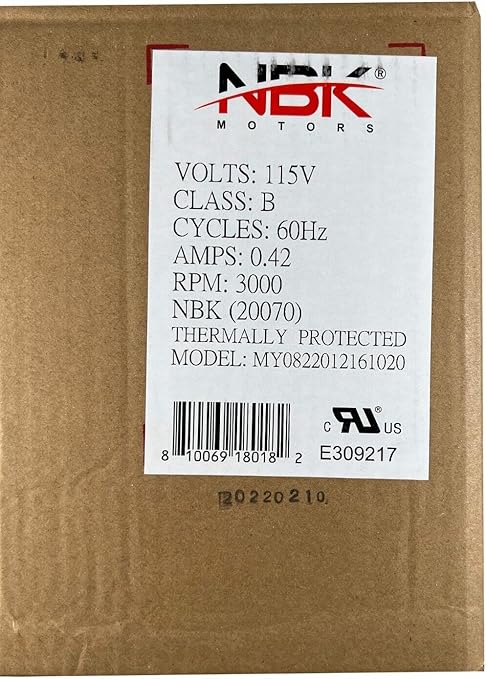 NBK®
MOTORS
VOLTS: 115V
CLASS: B
CYCLES: 60Hz
AMPS: 0.42
RPM: 3000
NBK (20070)
THERMALLY PROTECTED
MODEL: MY0822012161020
8 10069 18018 2
c RU® US
E309217
20220210